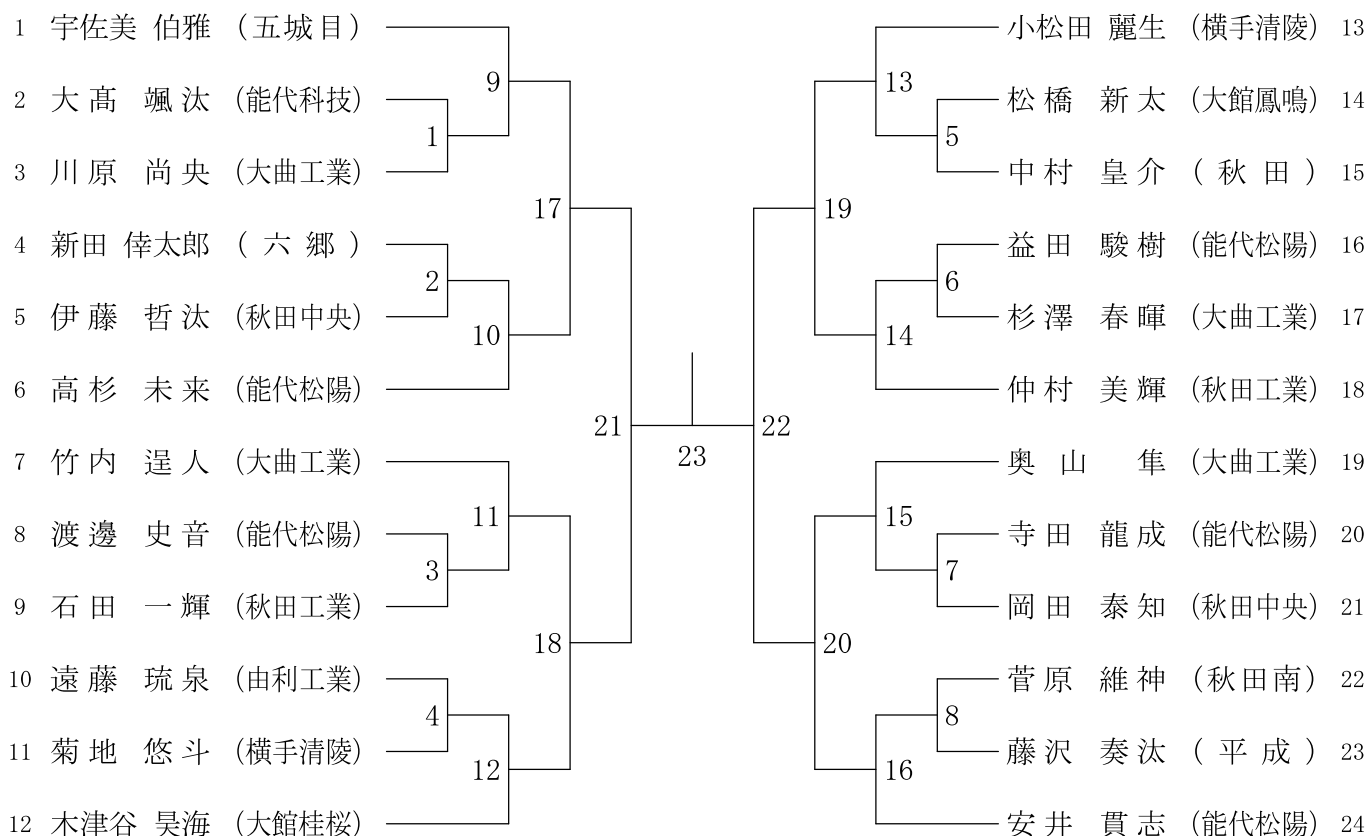 1 宇佐美 伯雅 (五城目)
2 大髙 颯汰 (能代科技)
3 川原 尚央 (大曲工業)
4 新田 倖太郎 (六郷)
5 伊藤 哲汰 (秋田中央)
6 高杉 未来 (能代松陽)
7 竹内 逞人 (大曲工業)
8 渡邊 史音 (能代松陽)
9 石田 一輝 (秋田工業)
10 遠藤 琉泉 (由利工業)
11 菊地 悠斗 (横手清陵)
12 木津谷 昊海 (大館桂桜)
1
2
3
4
9
10
11
12
17
18
21
23
22
19
20
13
14
15
16
5
6
7
8
小松田 麗生 (横手清陵) 13
松橋 新太 (大館鳳鳴) 14
中村 皇介 (秋田) 15
益田 駿樹 (能代松陽) 16
杉澤 春暉 (大曲工業) 17
仲村 美輝 (秋田工業) 18
奥山 隼 (大曲工業) 19
寺田 龍成 (能代松陽) 20
岡田 泰知 (秋田中央) 21
菅原 維神 (秋田南) 22
藤沢 奏汰 (平成) 23
安井 貫志 (能代松陽) 24